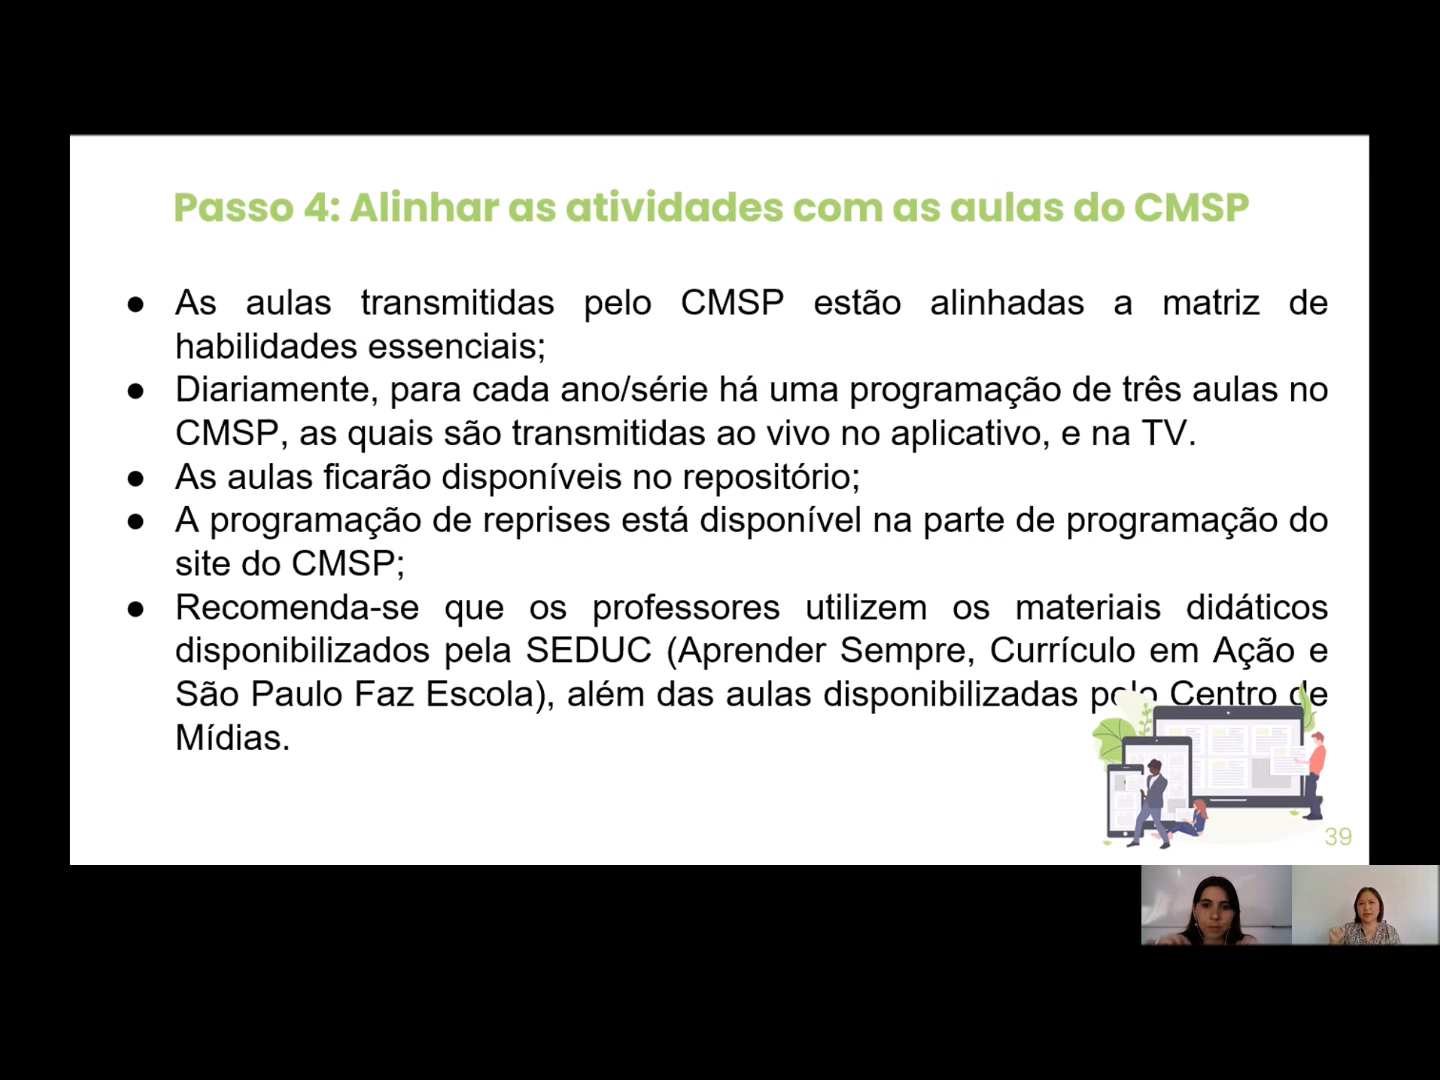 Passo 4: Alinhar as atividades com as aulas do CMSP
● As aulas transmitidas pelo CMSP estão alinhadas a matriz de
habilidades essenciais;
● Diariamente, para cada ano/série há uma programação de três aulas no
CMSP, as quais são transmitidas ao vivo no aplicativo, e na TV.
● As aulas ficarão disponíveis no repositório;
● A programação de reprises está disponível na parte de programação do
site do CMSP;
● Recomenda-se que os professores utilizem os materiais didáticos
disponibilizados pela SEDUC (Aprender Sempre, Currículo em Ação e
São Paulo Faz Escola), além das aulas disponibilizadas pelo Centro de
Mídias.
39